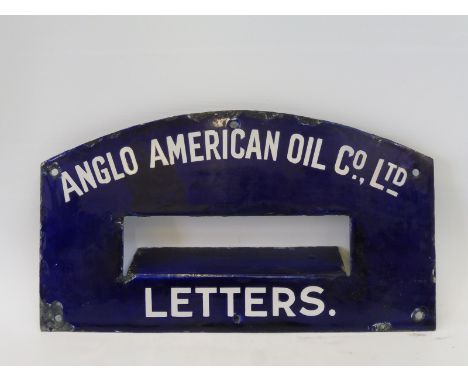 ANGLO AMERICAN OIL CO., LTD
LETTERS.